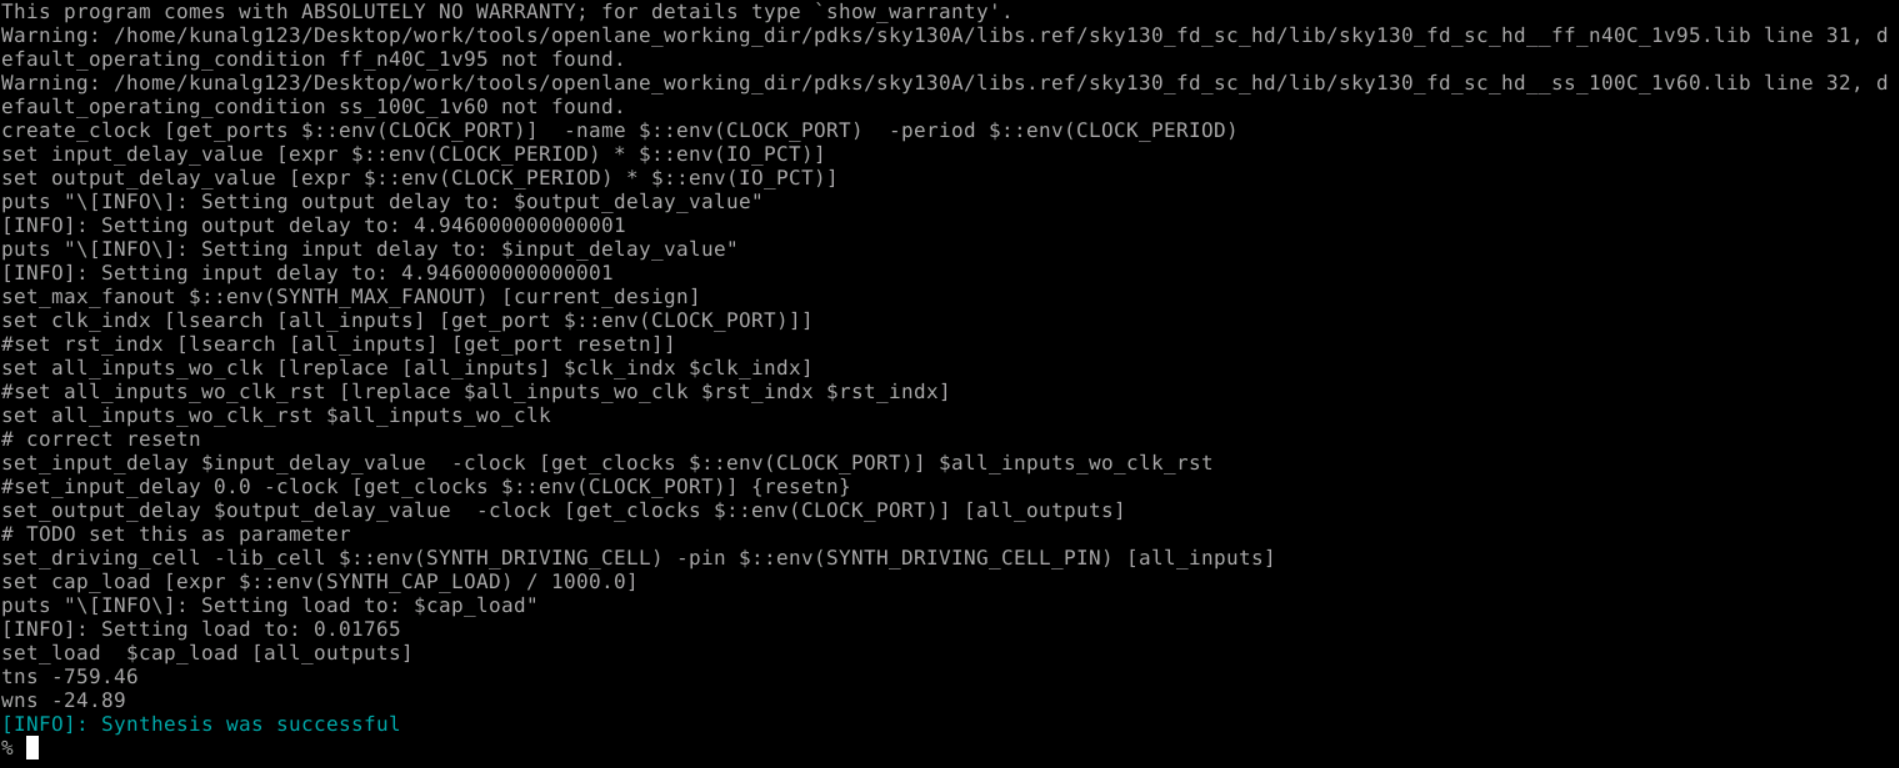 This program comes with ABSOLUTELY NO WARRANTY; for details type `show_warranty'.
Warning: /home/kunalg123/Desktop/work/tools/openlane_working_dir/pdks/sky130A/libs.ref/sky130_fd_sc_hd/lib/sky130_fd_sc_hd__ff_n40C_1v95.lib line 31, d
efault_operating_condition ff_n40C_1v95 not found.
Warning: /home/kunalg123/Desktop/work/tools/openlane_working_dir/pdks/sky130A/libs.ref/sky130_fd_sc_hd/lib/sky130_fd_sc_hd__ss_100C_1v60.lib line 32, d
efault_operating_condition ss_100C_1v60 not found.
create_clock [get_ports $::env(CLOCK_PORT)]  -name $::env(CLOCK_PORT)  -period $::env(CLOCK_PERIOD)
set input_delay_value [expr $::env(CLOCK_PERIOD) * $::env(IO_PCT)]
set output_delay_value [expr $::env(CLOCK_PERIOD) * $::env(IO_PCT)]
puts "\[INFO\]: Setting output delay to: $output_delay_value"
[INFO]: Setting output delay to: 4.946000000000001
puts "\[INFO\]: Setting input delay to: $input_delay_value"
[INFO]: Setting input delay to: 4.946000000000001
set_max_fanout $::env(SYNTH_MAX_FANOUT) [current_design]
set clk_indx [lsearch [all_inputs] [get_port $::env(CLOCK_PORT)]]
#set rst_indx [lsearch [all_inputs] [get_port resetn]]
set all_inputs_wo_clk [lreplace [all_inputs] $clk_indx $clk_indx]
#set all_inputs_wo_clk_rst [lreplace $all_inputs_wo_clk $rst_indx $rst_indx]
set all_inputs_wo_clk_rst $all_inputs_wo_clk
# correct resetn
set_input_delay $input_delay_value  -clock [get_clocks $::env(CLOCK_PORT)] $all_inputs_wo_clk_rst
#set_input_delay 0.0 -clock [get_clocks $::env(CLOCK_PORT)] {resetn}
set_output_delay $output_delay_value  -clock [get_clocks $::env(CLOCK_PORT)] [all_outputs]
# TODO set this as parameter
set_driving_cell -lib_cell $::env(SYNTH_DRIVING_CELL) -pin $::env(SYNTH_DRIVING_CELL_PIN) [all_inputs]
set cap_load [expr $::env(SYNTH_CAP_LOAD) / 1000.0]
puts "\[INFO\]: Setting load to: $cap_load"
[INFO]: Setting load to: 0.01765
set_load  $cap_load [all_outputs]
tns -759.46
wns -24.89
[INFO]: Synthesis was successful
%